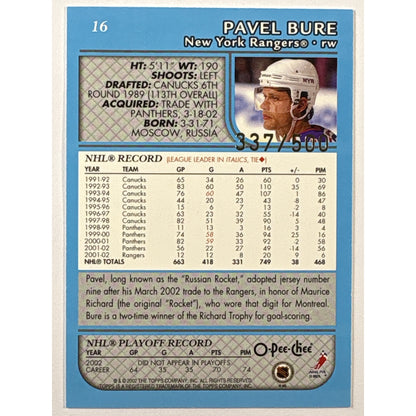 16
PAVEL BURE
New York Rangers® • rw
HT: 5'11" WT: 190
SHOOTS: LEFT
DRAFTED: CANUCKS 6TH
ROUND 1989 (113TH OVERALL)
ACQUIRED: TRADE WITH
PANTHERS, 3-18-02
BORN: 3-31-71,
MOSCOW, RUSSIA
337/500
NHL® RECORD (LEAGUE LEADER IN ITALICS, TIE♦)
YEAR TEAM GP G A PTS +/- PIM
1991-92 Canucks 65 34 26 60 0 30
1992-93 Canucks 83 60 50 110 35 69
1993-94 Canucks 76 60 47 107 1 86
1994-95 Canucks 44 20 23 43 -8 47
1995-96 Canucks 15 6 7 13 -2 8
1996-97 Canucks 63 23 32 55 -14 40
1997-98 Canucks 82 51 39 90 5 48
1998-99 Panthers 11 13 3 16 3 4
1999-00 Panthers 74 58 36 94 25 16
2000-01 Panthers 82 59 33 92 -2 58
2001-02 Panthers 56 22 27 49 -14 56
2001-02 Rangers 12 12 8 20 9 6
NHL® TOTALS 663 418 331 749 38 468
Pavel, long known as the "Russian Rocket," adopted jersey number
nine after his March 2002 trade to the Rangers, in honor of Maurice
Richard (the original "Rocket"), who wore that digit for Montreal.
Bure is a two-time winner of the Richard Trophy for goal-scoring.
NHL® PLAYOFF RECORD
YEAR GP G A PTS PIM
2002 DID NOT APPEAR IN PLAYOFFS
CAREER 64 35 35 70 74
O-Pee-Chee